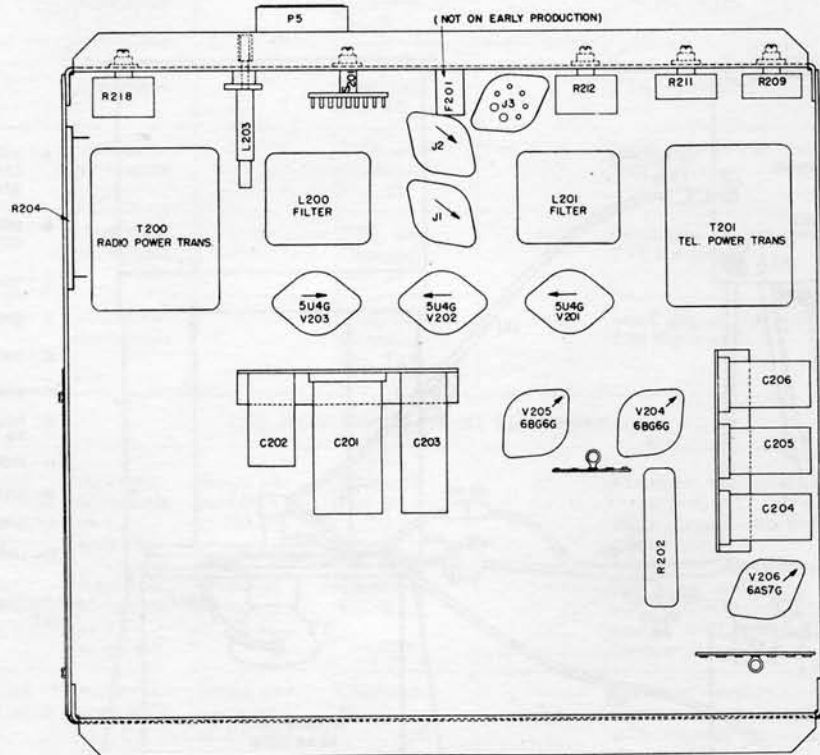 P5
(NOT ON EARLY PRODUCTION)
R218
L203
S201
F201
J3
R212
R211
R209
J2
R204
T200
RADIO POWER TRANS.
L200
FILTER
J1
L201
FILTER
T201
TEL. POWER TRANS
5U4G
V203
5U4G
V202
5U4G
V201
C206
V205
6BG6G
V204
6BG6G
C202
C201
C203
C205
C204
R202
V206
6AS7G